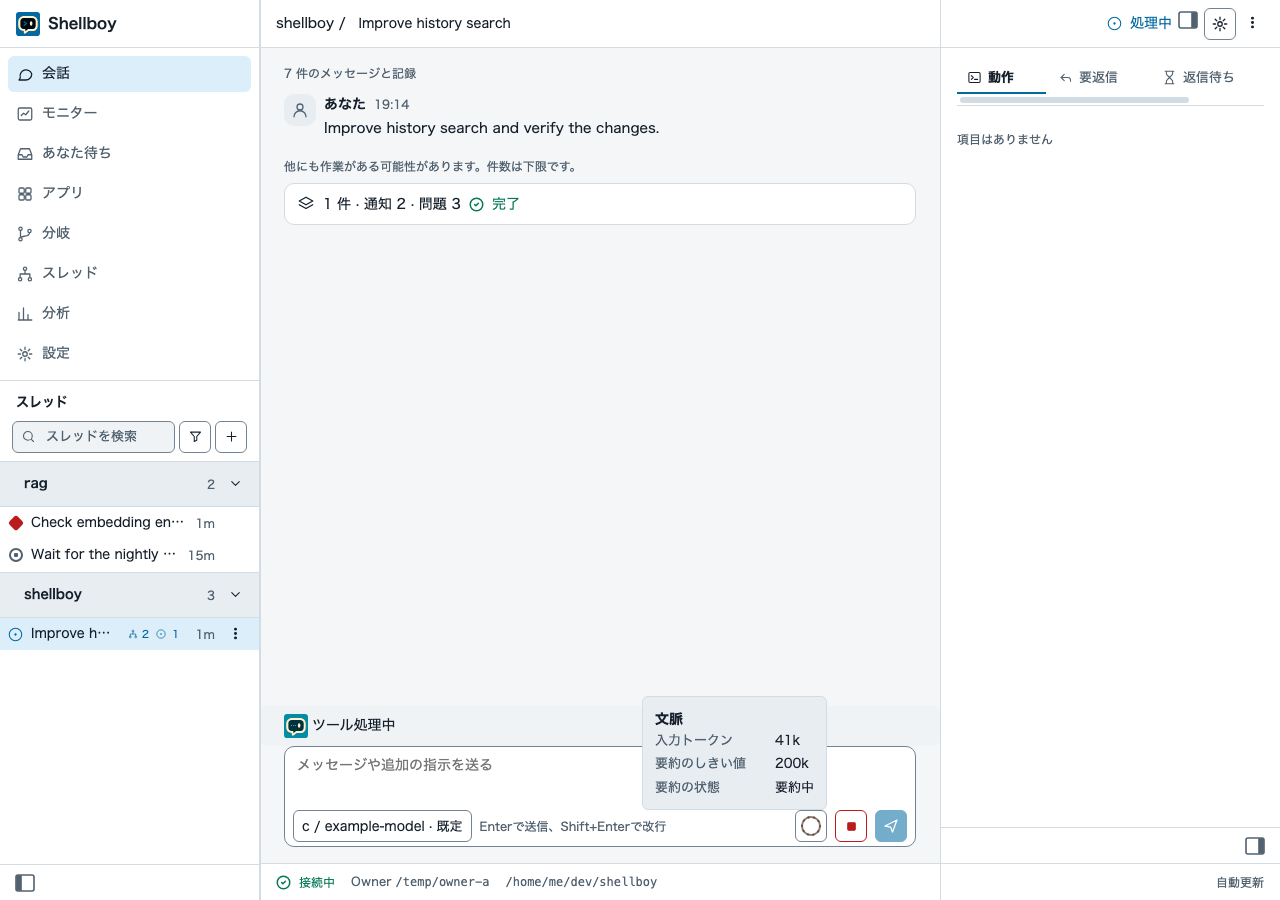 Shellboy
会話
モニター
あなた待ち
アプリ
分岐
スレッド
分析
設定
スレッド
スレッドを検索
rag 2
Check embedding en… 1m
Wait for the nightly … 15m
shellboy 3
Improve h… 2 1 1m
shellboy / Improve history search
7 件のメッセージと記録
あなた 19:14
Improve history search and verify the changes.
他にも作業がある可能性があります。件数は下限です。
1 件 · 通知 2 · 問題 3 完了
ツール処理中
文脈
入力トークン 41k
要約のしきい値 200k
要約の状態 要約中
メッセージや追加の指示を送る
c / example-model · 既定 Enterで送信、Shift+Enterで改行
接続中 Owner /temp/owner-a /home/me/dev/shellboy
処理中
動作 要返信 返信待ち
項目はありません
自動更新